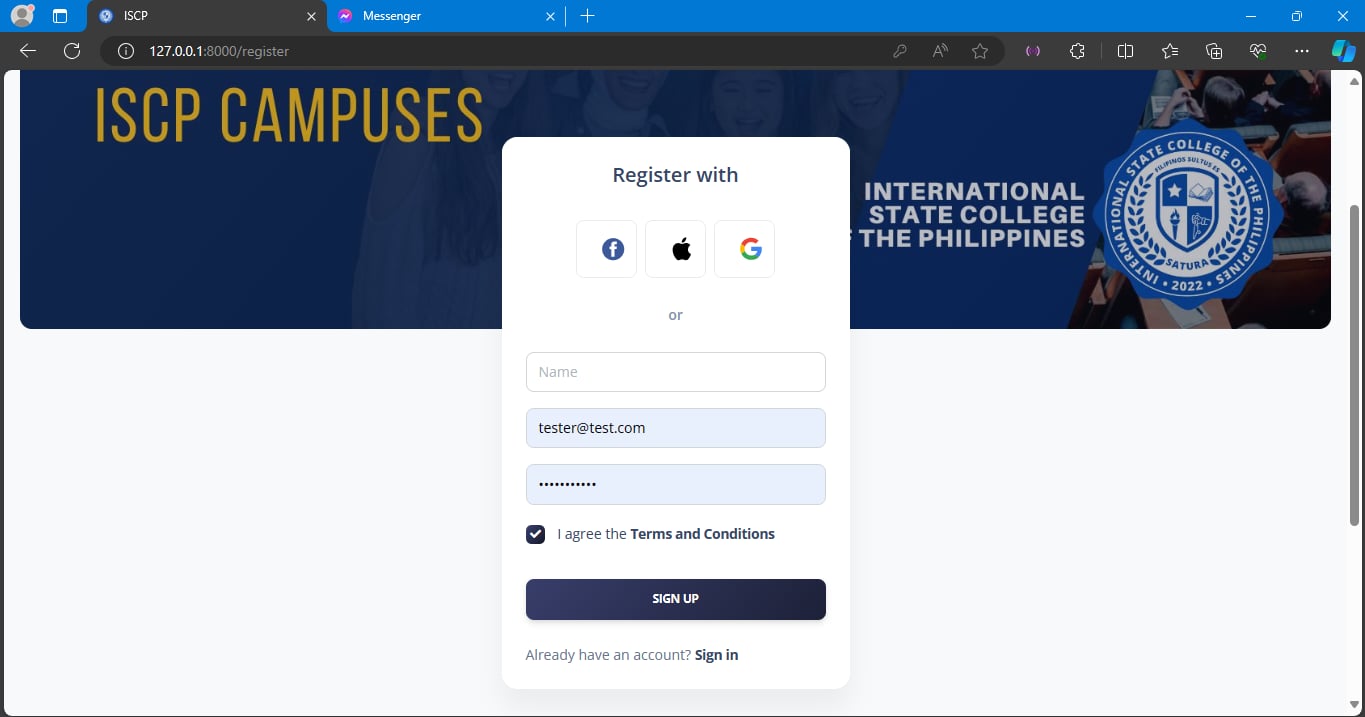 ISCP
Messenger
127.0.0.1:8000/register
ISCP CAMPUSES
Register with
or
Name
tester@test.com
•••••••••••
I agree the Terms and Conditions
SIGN UP
Already have an account? Sign in
INTERNATIONAL
STATE COLLEGE
F THE PHILIPPINES
INTERNATIONAL STATE COLLEGE OF THE PHILIPPINES
FILIPINOS SULTUS ES
SATURA
• 2022 •